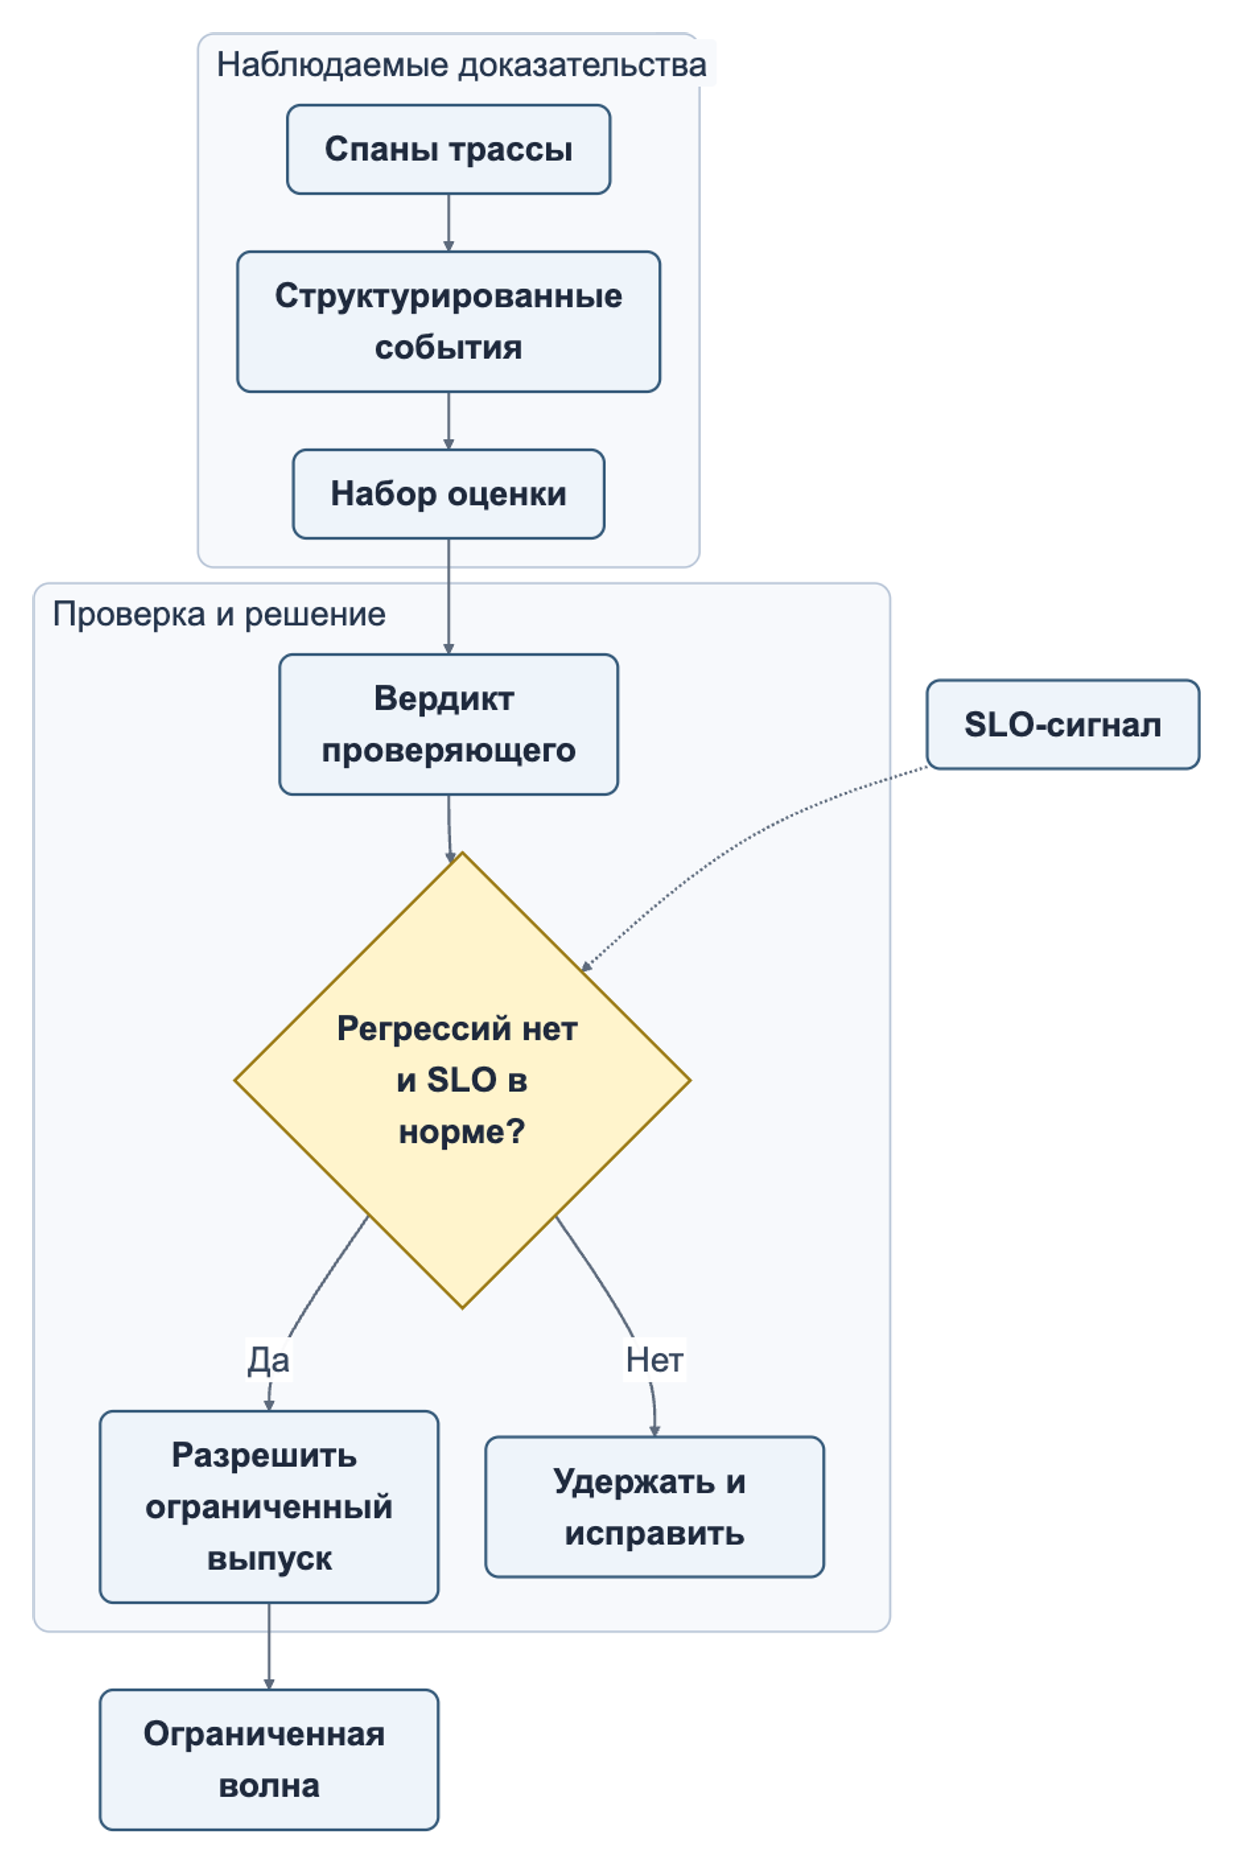 Наблюдаемые доказательства
Спаны трассы
Структурированные
события
Набор оценки
Проверка и решение
Вердикт
проверяющего
SLO-сигнал
Регрессий нет
и SLO в
норме?
Да
Нет
Разрешить
ограниченный
выпуск
Удержать и
исправить
Ограниченная
волна